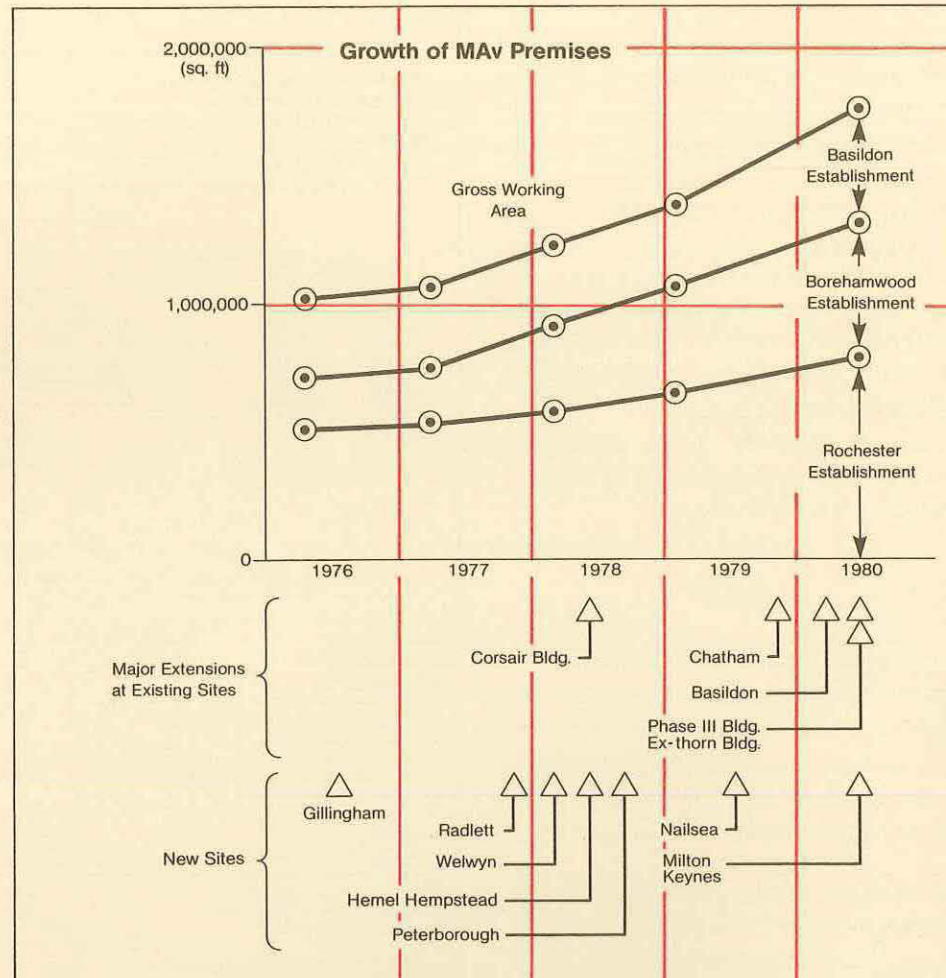 Growth of MAv Premises
2,000,000
(sq. ft)
Gross Working
Area
Basildon
Establishment
1,000,000
Borehamwood
Establishment
Rochester
Establishment
0
1976
1977
1978
1979
1980
Major Extensions
at Existing Sites
Corsair Bldg.
Chatham
Basildon
Phase III Bldg.
Ex-thorn Bldg.
New Sites
Gillingham
Radlett
Welwyn
Hemel Hempstead
Peterborough
Nailsea
Milton
Keynes